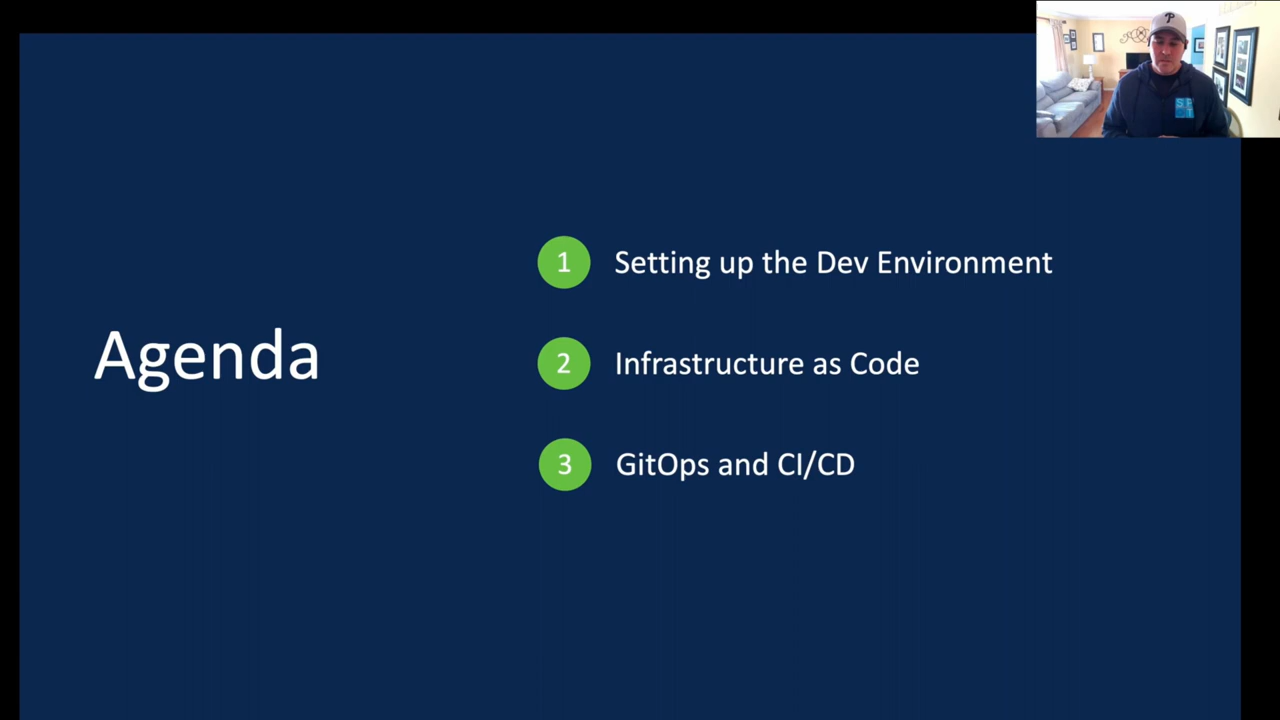 Agenda
1 Setting up the Dev Environment
2 Infrastructure as Code
3 GitOps and CI/CD
P